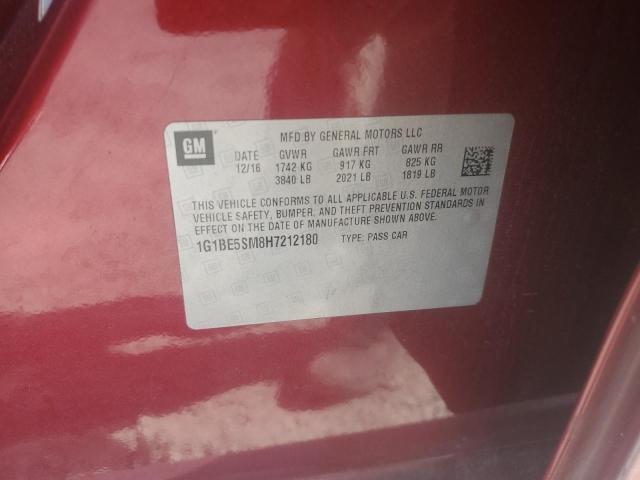 GM
MFD BY GENERAL MOTORS LLC
DATE GVWR GAWR FRT GAWR RR
12/16 1742 KG 917 KG 825 KG
3840 LB 2021 LB 1819 LB
THIS VEHICLE CONFORMS TO ALL APPLICABLE U.S. FEDERAL MOTOR
VEHICLE SAFETY, BUMPER, AND THEFT PREVENTION STANDARDS IN
EFFECT ON THE DATE OF MANUFACTURE SHOWN ABOVE.
1G1BE5SM8H7212180 TYPE: PASS CAR